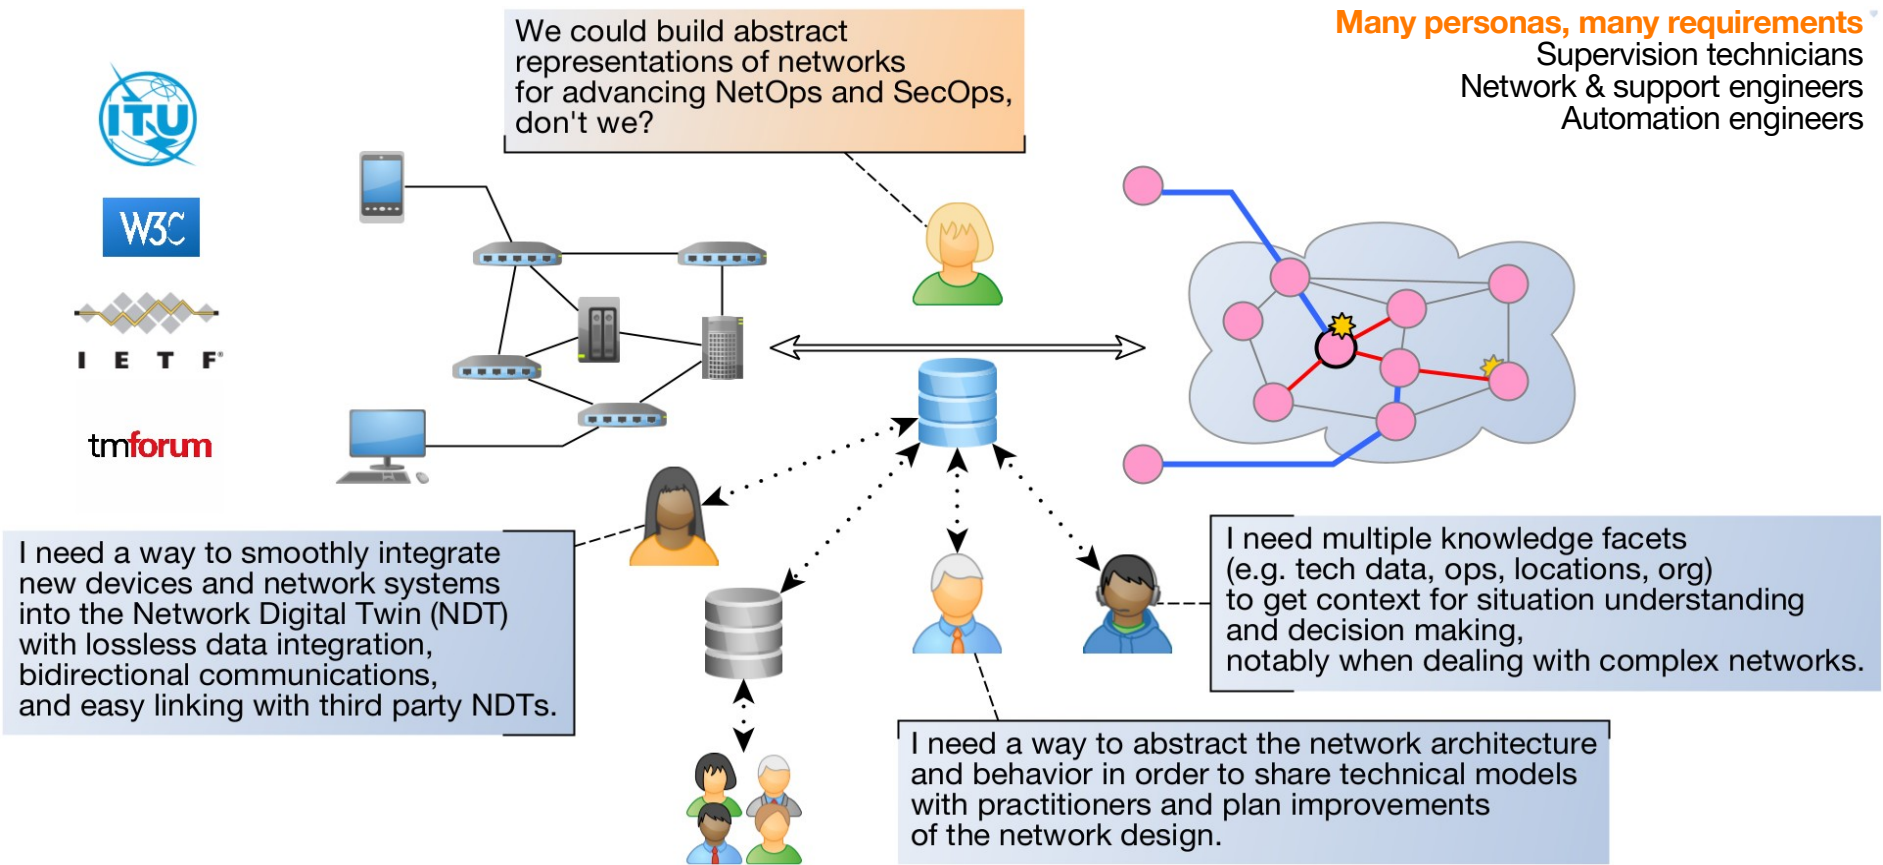 We could build abstract
representations of networks
for advancing NetOps and SecOps,
don't we?
Many personas, many requirements
Supervision technicians
Network & support engineers
Automation engineers
ITU
W3C
I E T F®
tmforum
I need a way to smoothly integrate
new devices and network systems
into the Network Digital Twin (NDT)
with lossless data integration,
bidirectional communications,
and easy linking with third party NDTs.
I need multiple knowledge facets
(e.g. tech data, ops, locations, org)
to get context for situation understanding
and decision making,
notably when dealing with complex networks.
I need a way to abstract the network architecture
and behavior in order to share technical models
with practitioners and plan improvements
of the network design.